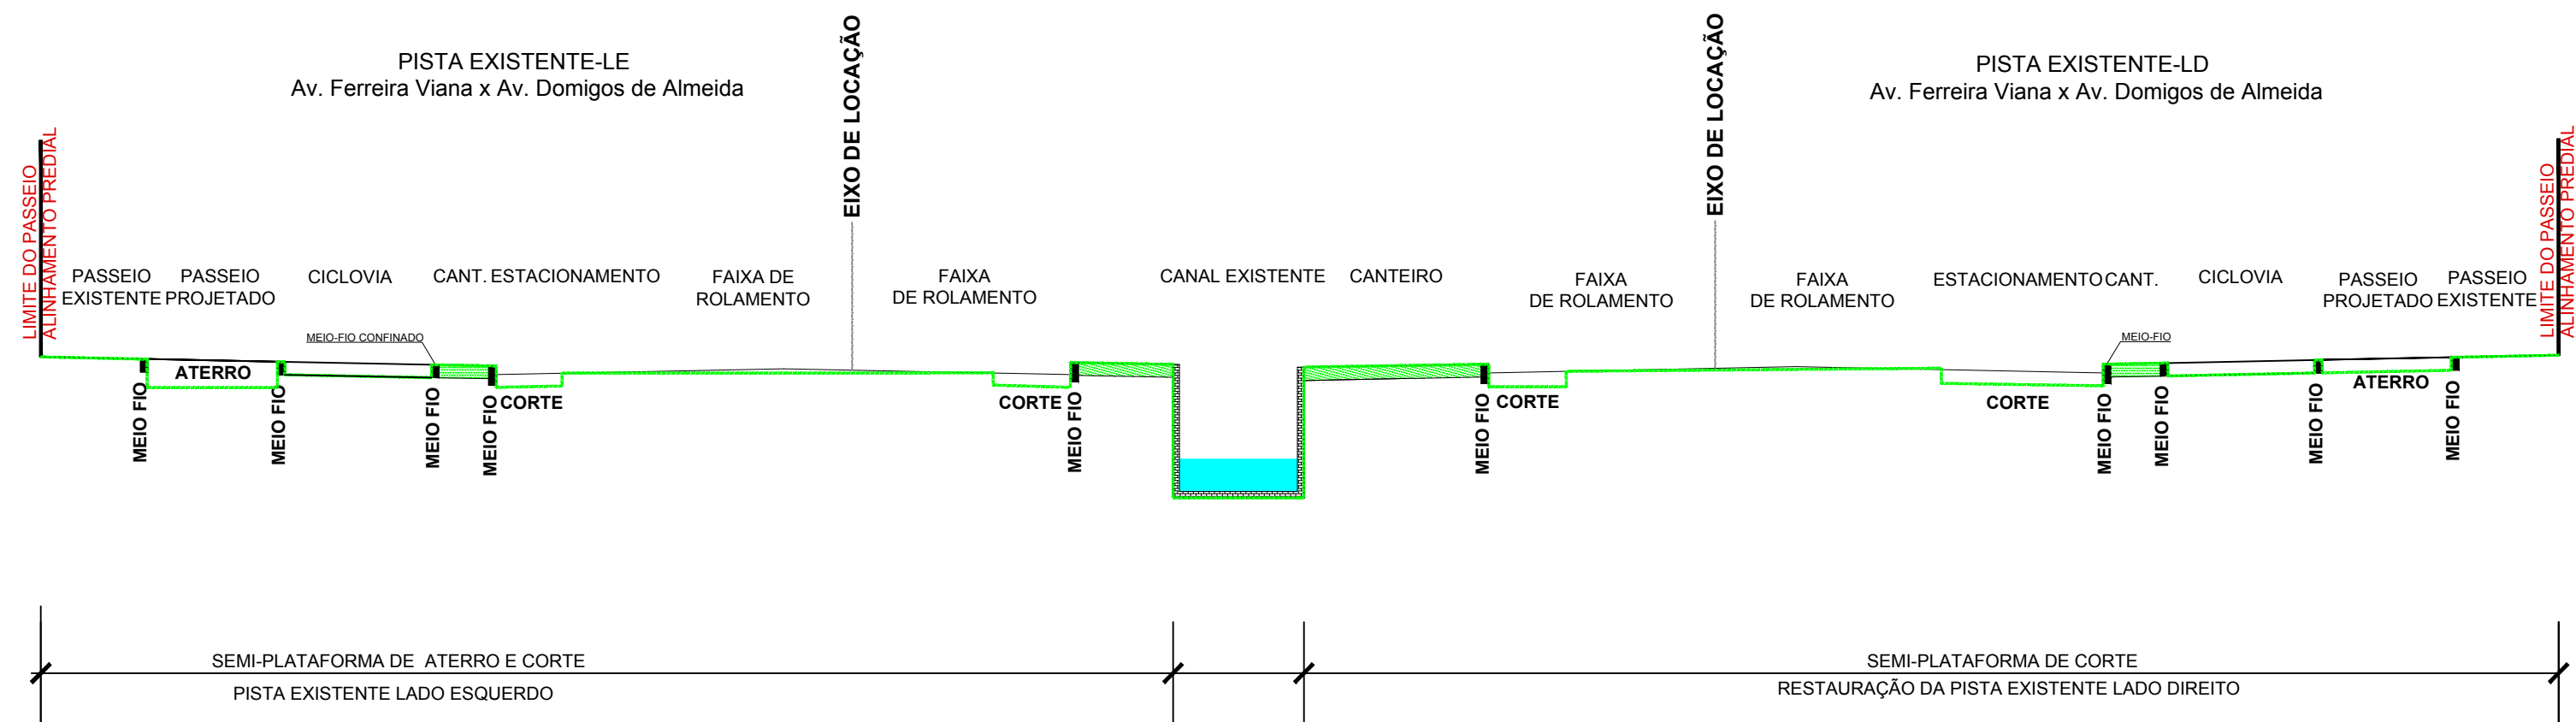 PISTA EXISTENTE-LE
Av. Ferreira Viana x Av. Domigos de Almeida
EIXO DE LOCAÇÃO
EIXO DE LOCAÇÃO
PISTA EXISTENTE-LD
Av. Ferreira Viana x Av. Domigos de Almeida
LIMITE DO PASSEIO
ALINHAMENTO PREDIAL
PASSEIO
EXISTENTE
PASSEIO
PROJETADO
CICLOVIA
CANT.
ESTACIONAMENTO
FAIXA DE
ROLAMENTO
FAIXA
DE ROLAMENTO
CANAL EXISTENTE
CANTEIRO
FAIXA
DE ROLAMENTO
FAIXA
DE ROLAMENTO
ESTACIONAMENTO
CANT.
CICLOVIA
PASSEIO
PROJETADO
PASSEIO
EXISTENTE
LIMITE DO PASSEIO
ALINHAMENTO PREDIAL
MEIO-FIO CONFINADO
MEIO-FIO
MEIO FIO
ATERRO
MEIO FIO
MEIO FIO
MEIO FIO
CORTE
CORTE
MEIO FIO
MEIO FIO
CORTE
CORTE
MEIO FIO
MEIO FIO
MEIO FIO
ATERRO
MEIO FIO
SEMI-PLATAFORMA DE ATERRO E CORTE
PISTA EXISTENTE LADO ESQUERDO
SEMI-PLATAFORMA DE CORTE
RESTAURAÇÃO DA PISTA EXISTENTE LADO DIREITO